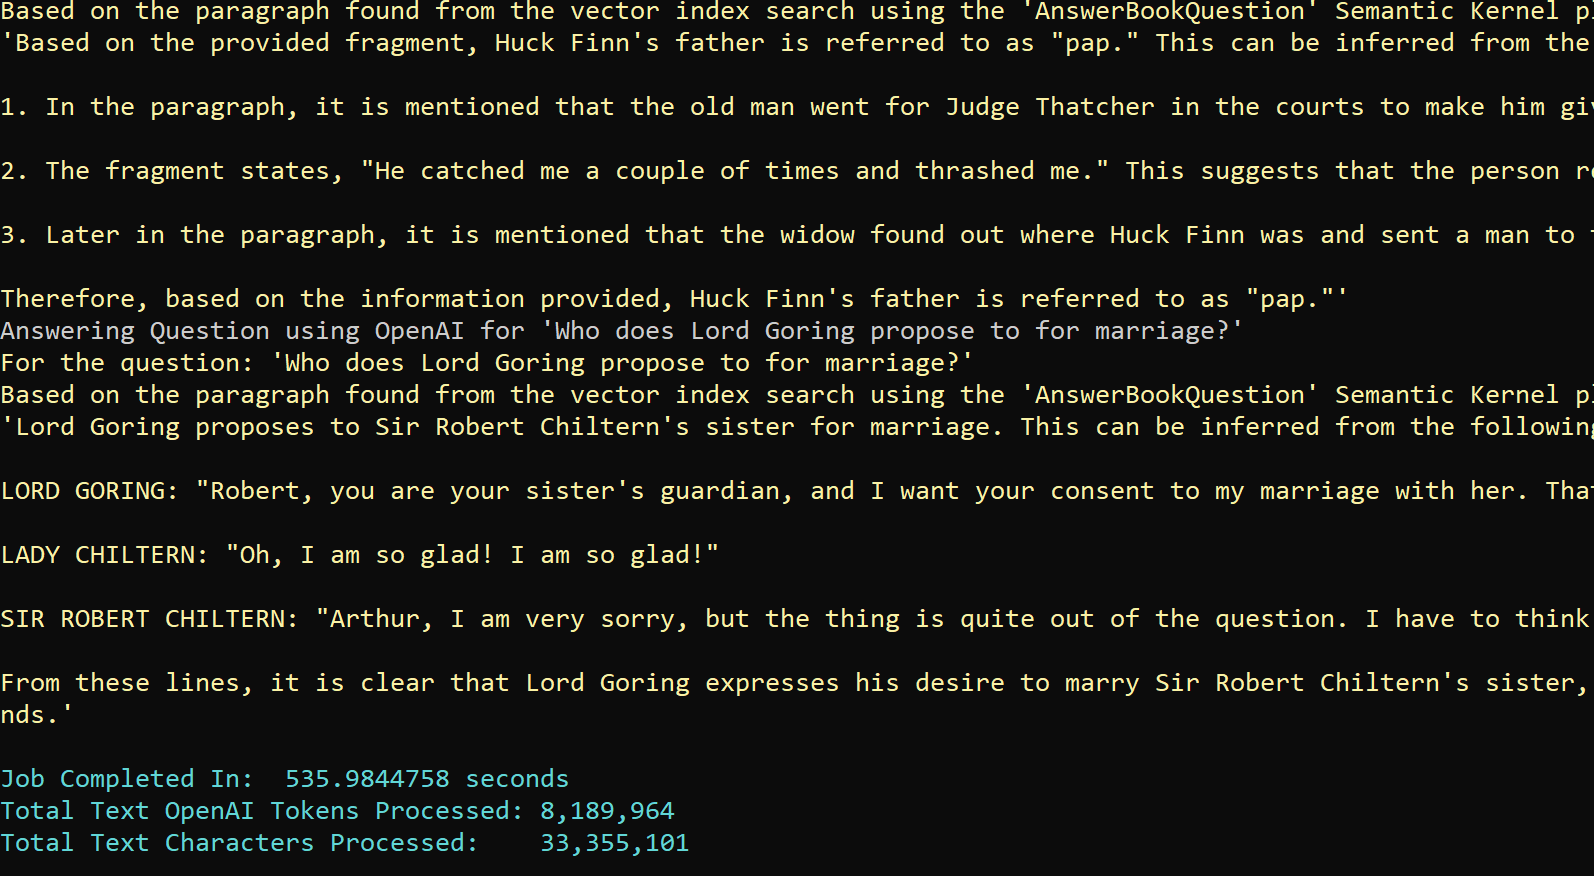 Based on the paragraph found from the vector index search using the 'AnswerBookQuestion' Semantic Kernel
'Based on the provided fragment, Huck Finn's father is referred to as "pap." This can be inferred from the
1. In the paragraph, it is mentioned that the old man went for Judge Thatcher in the courts to make him
2. The fragment states, "He catched me a couple of times and thrashed me." This suggests that the person
3. Later in the paragraph, it is mentioned that the widow found out where Huck Finn was and sent a man to
Therefore, based on the information provided, Huck Finn's father is referred to as "pap."'
Answering Question using OpenAI for 'Who does Lord Goring propose to for marriage?'
For the question: 'Who does Lord Goring propose to for marriage?'
Based on the paragraph found from the vector index search using the 'AnswerBookQuestion' Semantic Kernel
'Lord Goring proposes to Sir Robert Chiltern's sister for marriage. This can be inferred from the following
LORD GORING: "Robert, you are your sister's guardian, and I want your consent to my marriage with her.
LADY CHILTERN: "Oh, I am so glad! I am so glad!"
SIR ROBERT CHILTERN: "Arthur, I am very sorry, but the thing is quite out of the question. I have to think
From these lines, it is clear that Lord Goring expresses his desire to marry Sir Robert Chiltern's sister,
nds.'
Job Completed In:  535.9844758 seconds
Total Text OpenAI Tokens Processed: 8,189,964
Total Text Characters Processed:    33,355,101